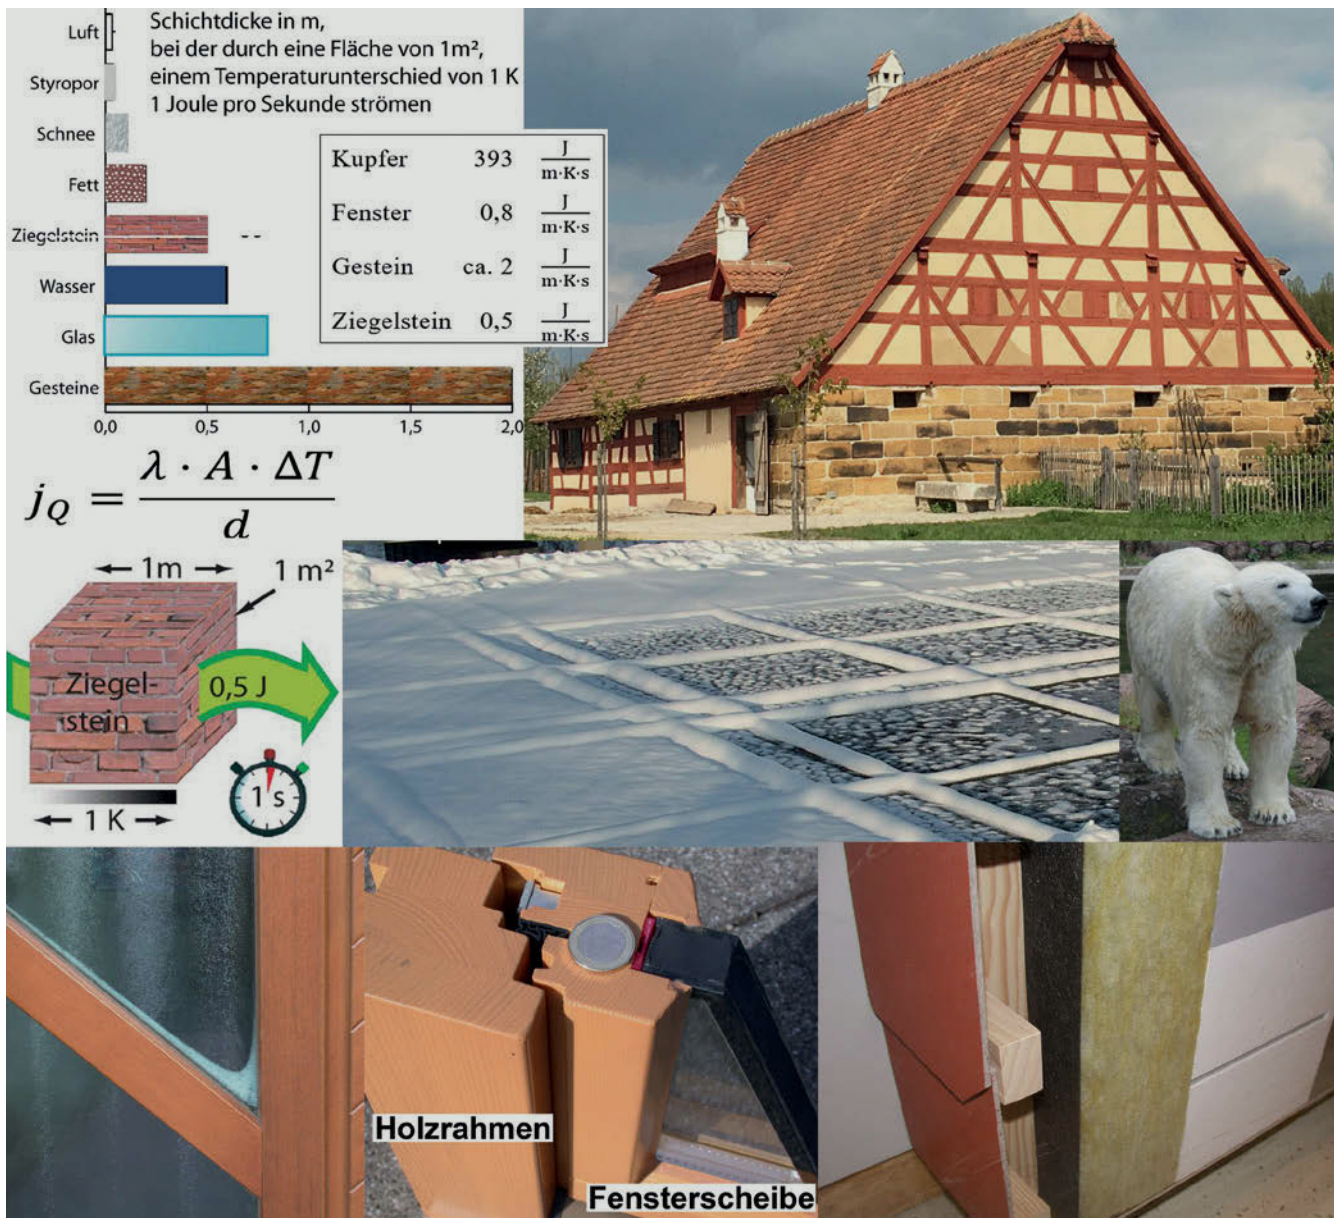 Schichtdicke in m,
bei der durch eine Fläche von 1m²,
einem Temperaturunterschied von 1 K
1 Joule pro Sekunde strömen
Luft
Styropor
Schnee
Fett
Ziegelstein
Wasser
Glas
Gesteine
0,0 0,5 1,0 1,5 2,0
Kupfer 393 J/m·K·s
Fenster 0,8 J/m·K·s
Gestein ca. 2 J/m·K·s
Ziegelstein 0,5 J/m·K·s
j_Q = λ · A · ΔT / d
1m
1 m²
Ziegel-
stein
0,5 J
1 s
1 K
Holzrahmen
Fensterscheibe